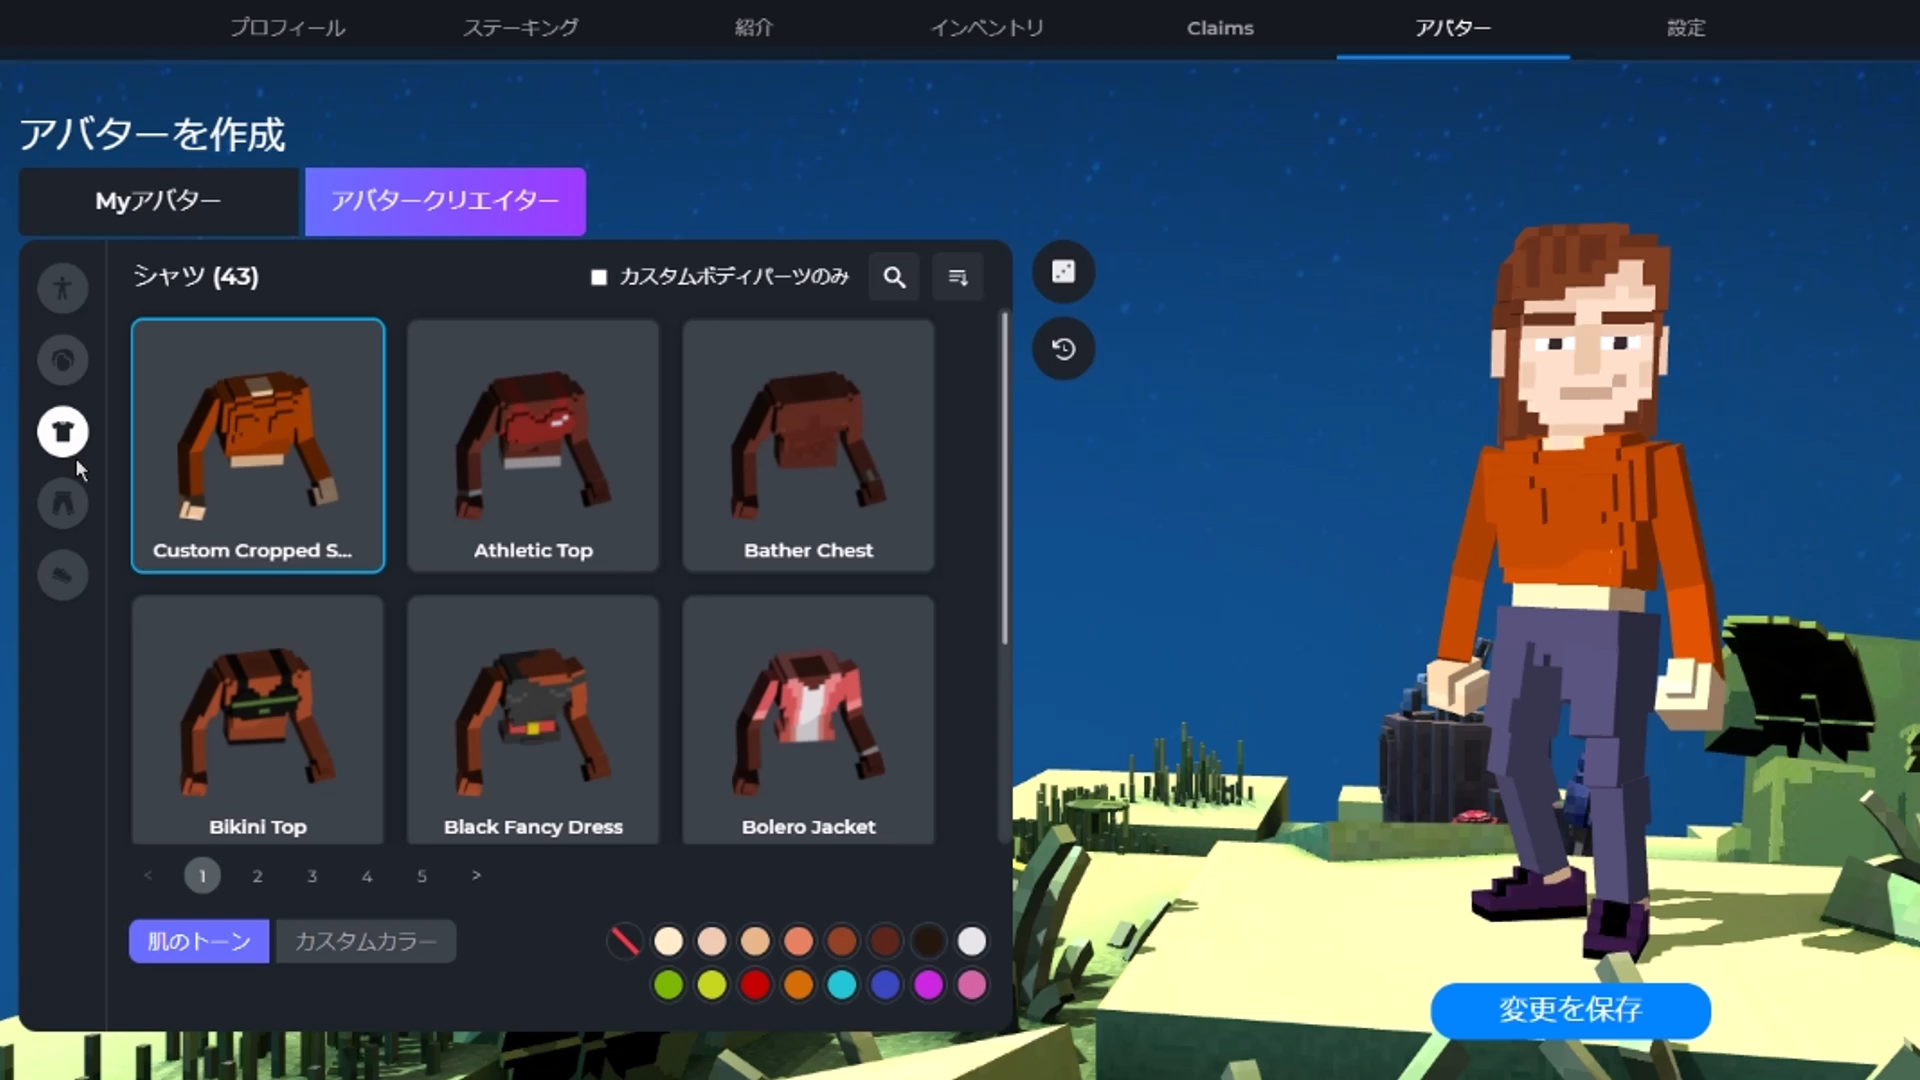 プロフィール
ステーキング
紹介
インベントリ
Claims
アバター
設定
アバターを作成
Myアバター
アバタークリエイター
シャツ (43)
カスタムボディパーツのみ
Custom Cropped S...
Athletic Top
Bather Chest
Bikini Top
Black Fancy Dress
Bolero Jacket
< 1 2 3 4 5 >
肌のトーン
カスタムカラー
変更を保存